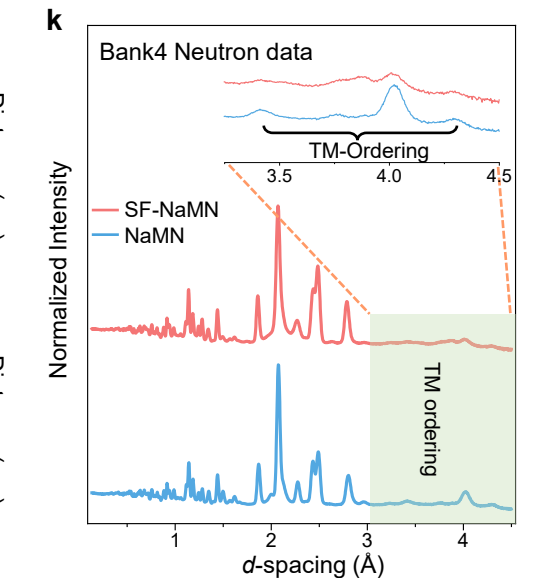 k
Bank4 Neutron data
TM-Ordering
3.5 4.0 4.5
SF-NaMN
NaMN
Normalized Intensity
TM ordering
1 2 3 4
d-spacing (Å)